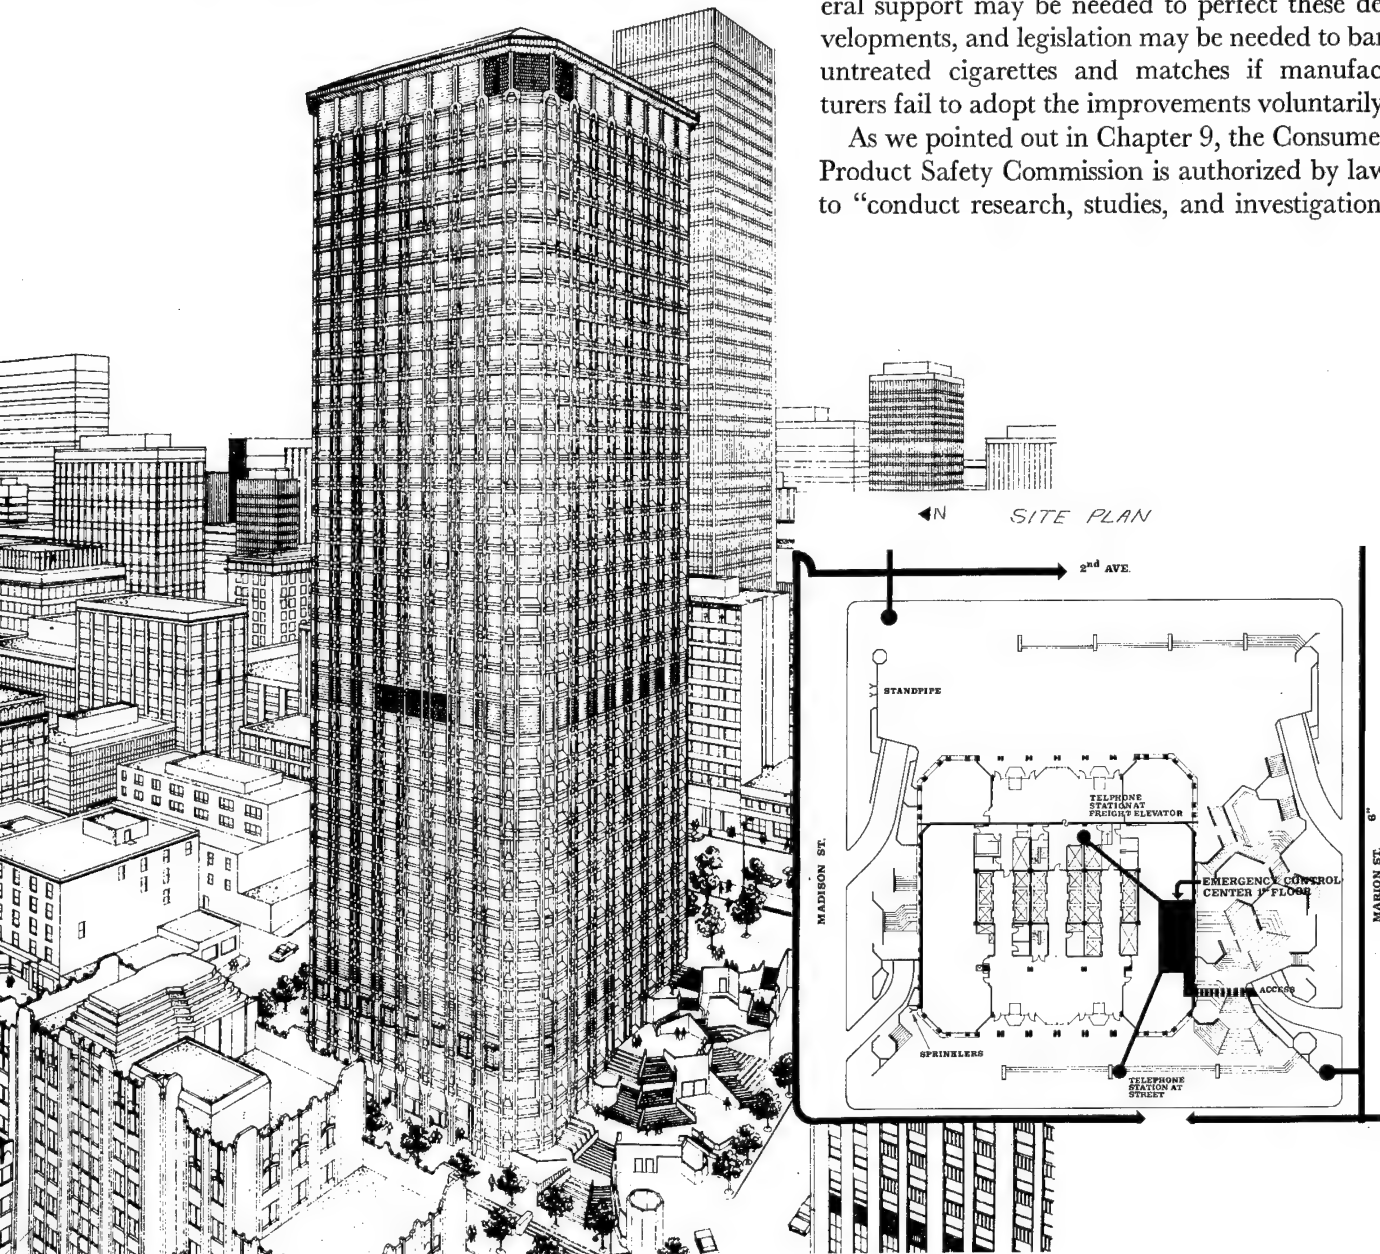 eral support may be needed to perfect these de
velopments, and legislation may be needed to bar
untreated cigarettes and matches if manufac
turers fail to adopt the improvements voluntarily
As we pointed out in Chapter 9, the Consume
Product Safety Commission is authorized by law
to “conduct research, studies, and investigation
◀N SITE PLAN
2nd AVE.
STANDPIPE
TELPHONE
STATION AT
FREIGHT ELEVATOR
MADISON ST.
6"
MARION ST.
EMERGENCY CONTROL
CENTER 1st FLOOR
ACCESS
SPRINKLERS
TELEPHONE
STATION AT
STREET